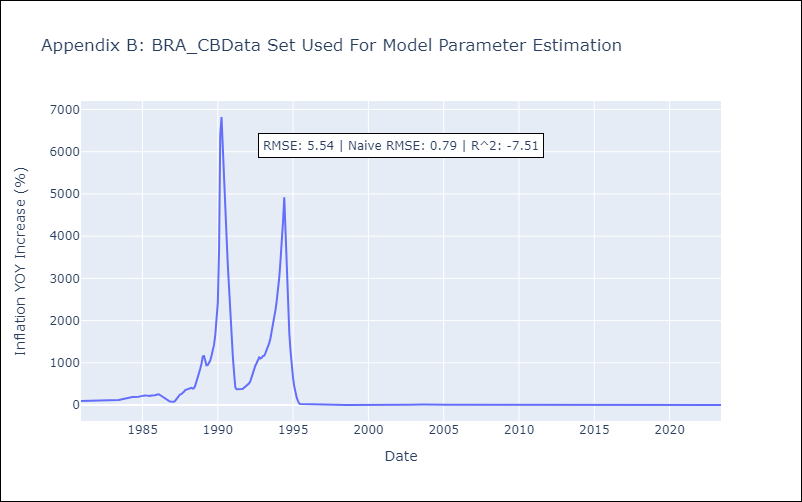 Appendix B: BRA_CBData Set Used For Model Parameter Estimation
RMSE: 5.54 | Naive RMSE: 0.79 | R^2: -7.51
Inflation YOY Increase (%)
7000
6000
5000
4000
3000
2000
1000
0
1985 1990 1995 2000 2005 2010 2015 2020
Date